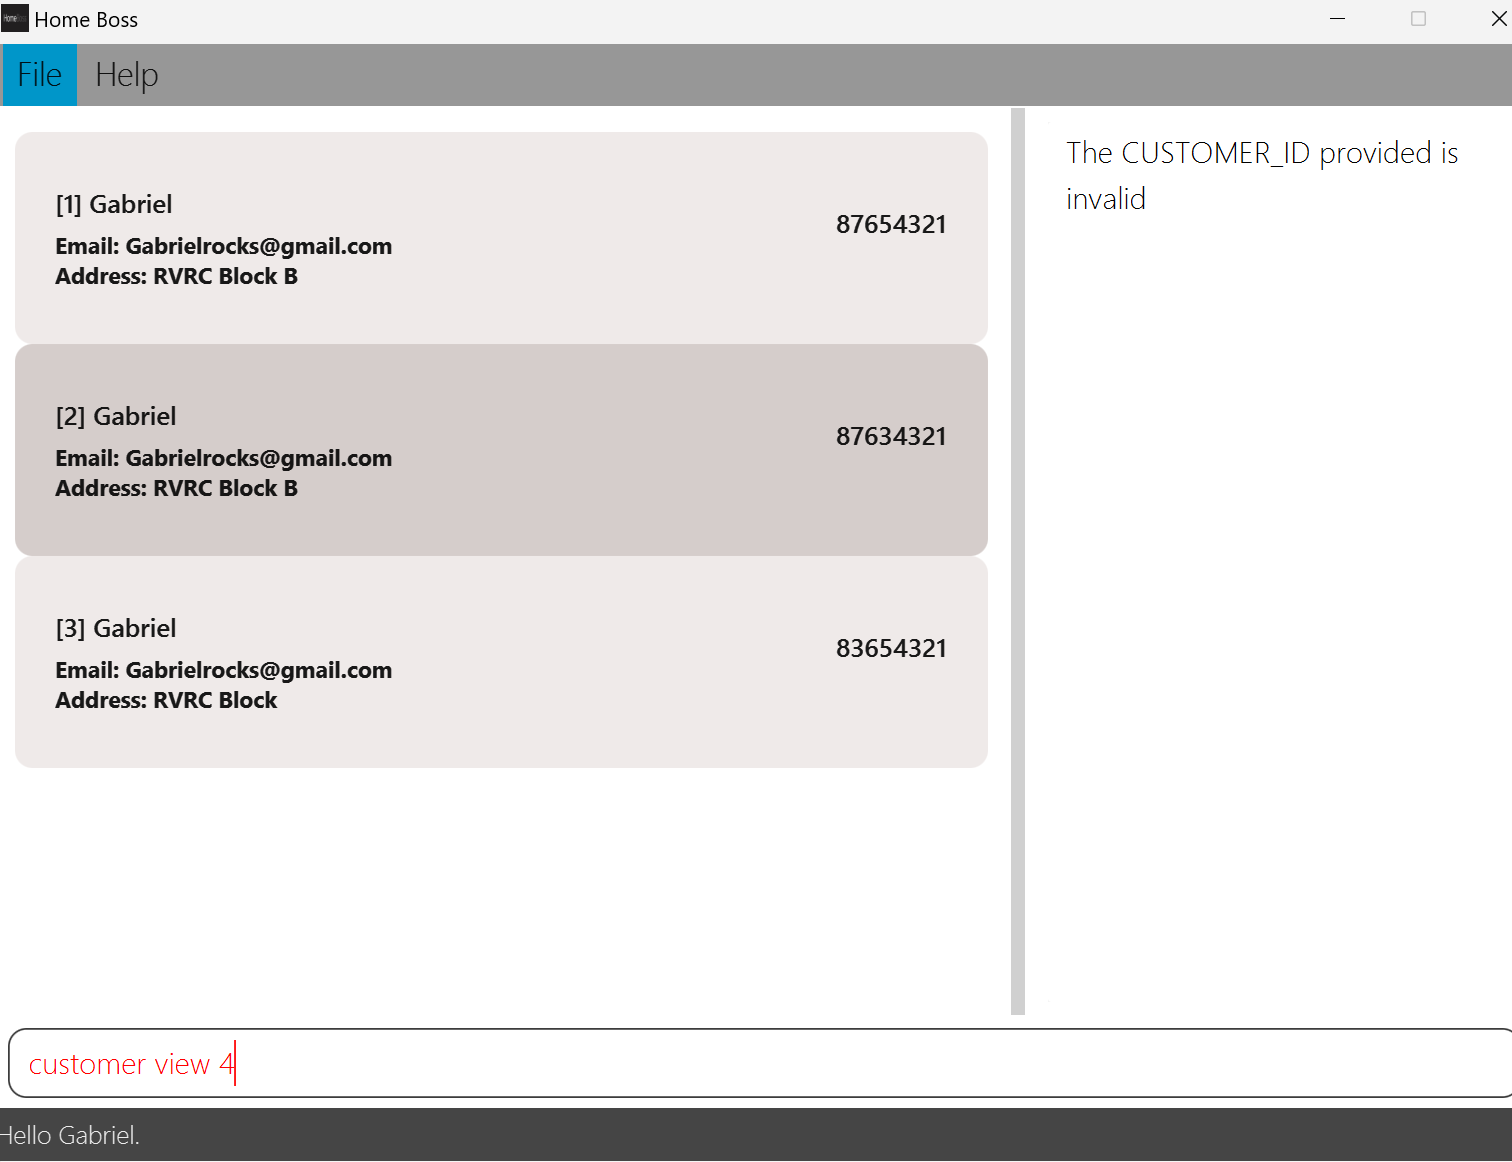 Home Boss
File Help
[1] Gabriel
87654321
Email: Gabrielrocks@gmail.com
Address: RVRC Block B
[2] Gabriel
87634321
Email: Gabrielrocks@gmail.com
Address: RVRC Block B
[3] Gabriel
83654321
Email: Gabrielrocks@gmail.com
Address: RVRC Block
The CUSTOMER_ID provided is
invalid
customer view 4
Hello Gabriel.